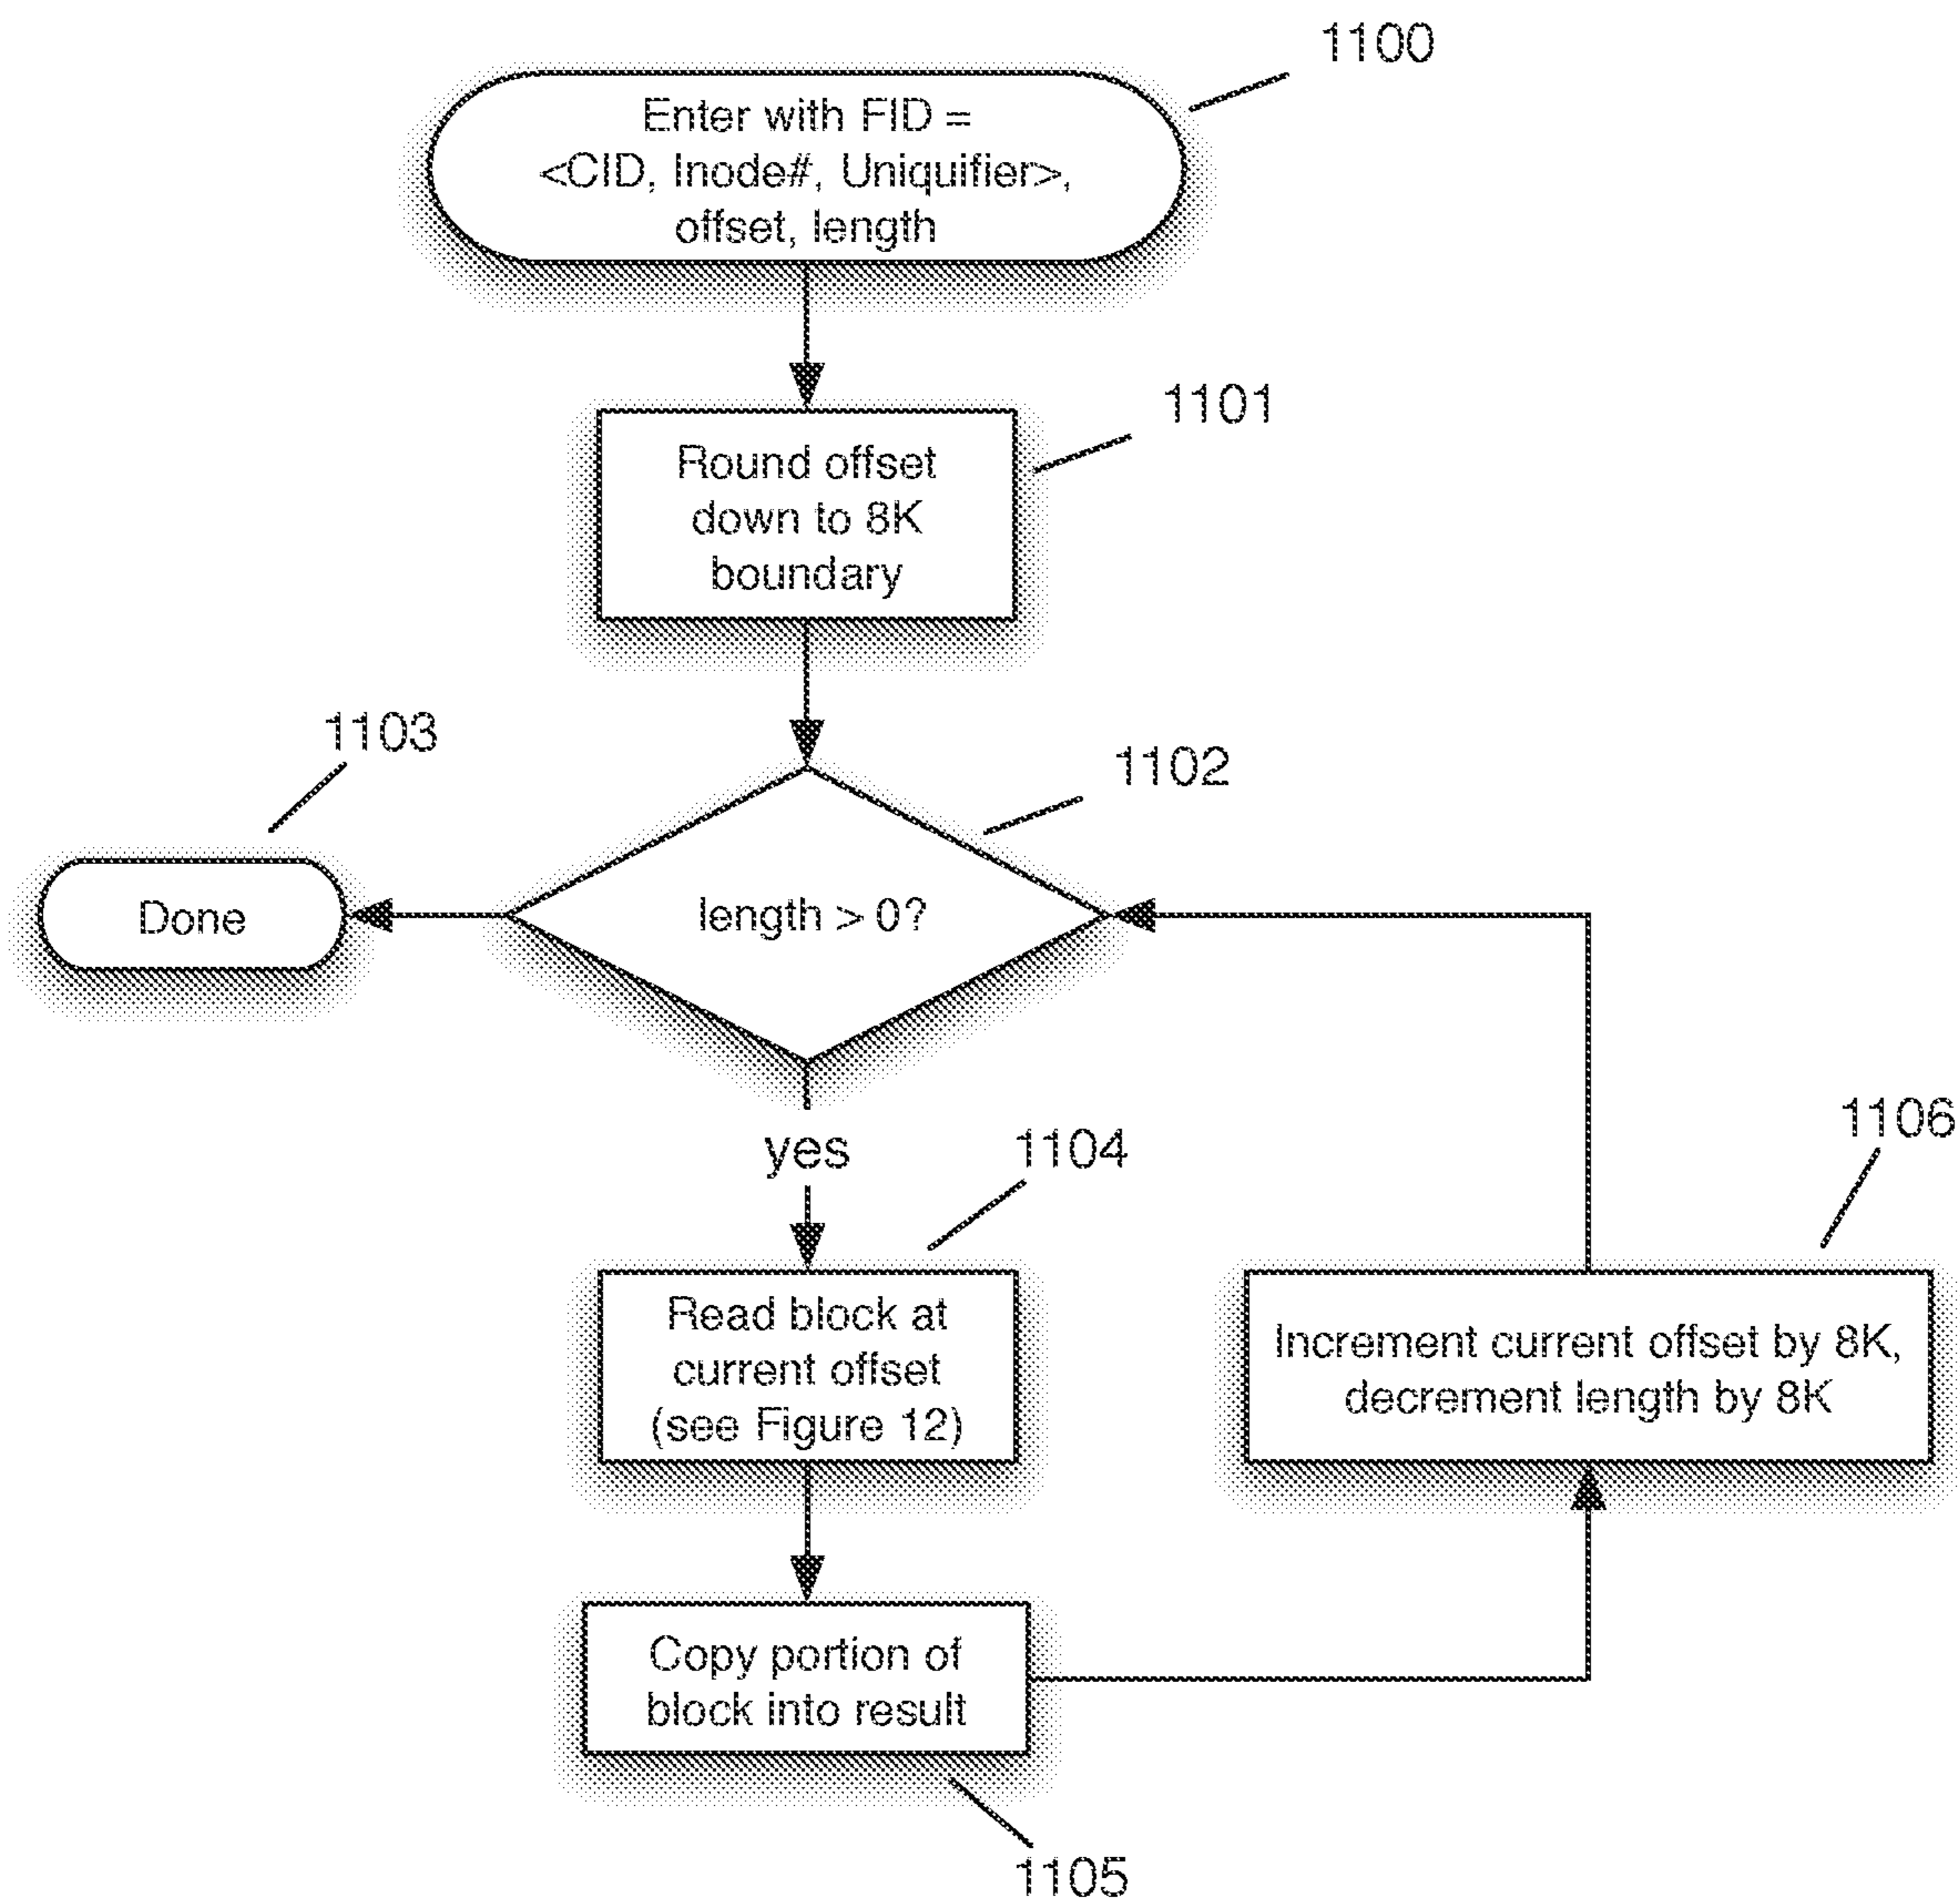 1100
Enter with FID =
<CID, Inode#, Uniquifier>,
offset, length
1101
Round offset
down to 8K
boundary
1103
1102
Done
length > 0?
yes
1104
1106
Read block at
current offset
(see Figure 12)
Increment current offset by 8K,
decrement length by 8K
Copy portion of
block into result
1105